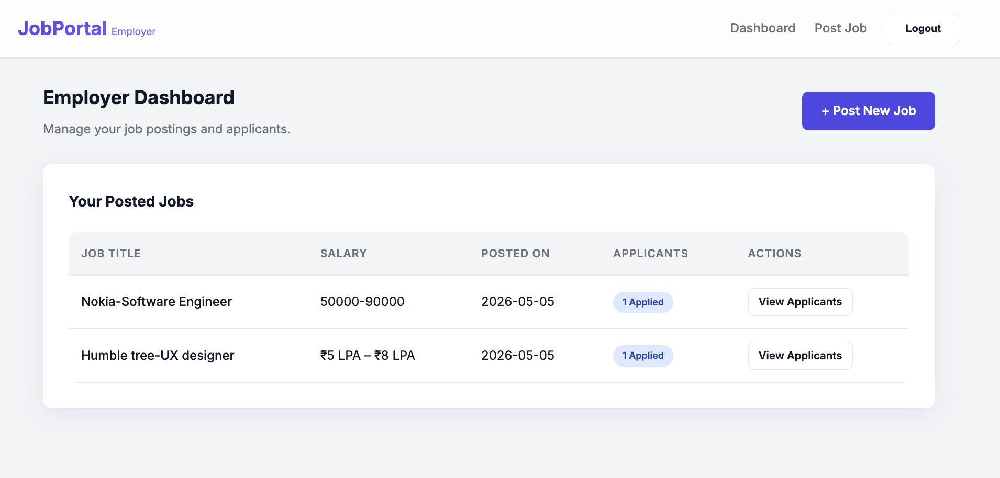 JobPortal Employer
Dashboard
Post Job
Logout
Employer Dashboard
Manage your job postings and applicants.
+ Post New Job
Your Posted Jobs
JOB TITLE SALARY POSTED ON APPLICANTS ACTIONS
Nokia-Software Engineer 50000-90000 2026-05-05 1 Applied View Applicants
Humble tree-UX designer ₹5 LPA – ₹8 LPA 2026-05-05 1 Applied View Applicants